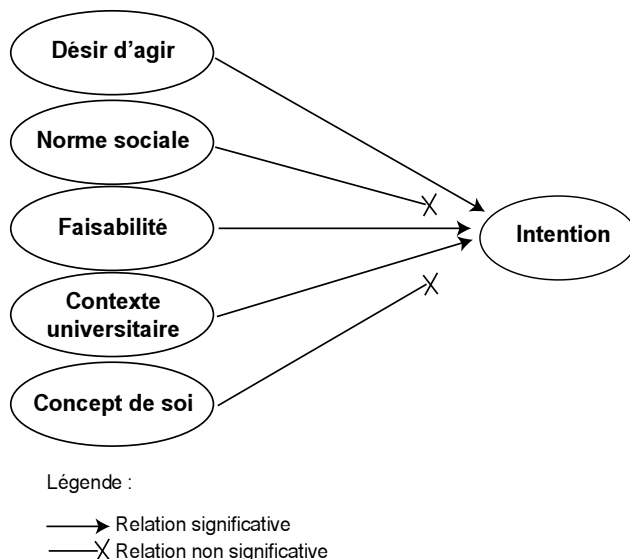 Désir d’agir
Norme sociale
Faisabilité
Contexte
universitaire
Concept de soi
Intention
Légende :
Relation significative
Relation non significative